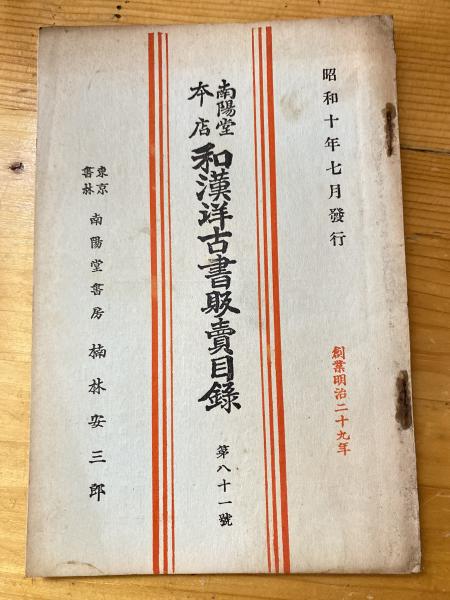 昭和十年七月發行
創業明治二十九年
南陽堂
本店
和漢洋古書販賣目錄
第八十一號
東京
書林
南陽堂書房 楠林安三郎